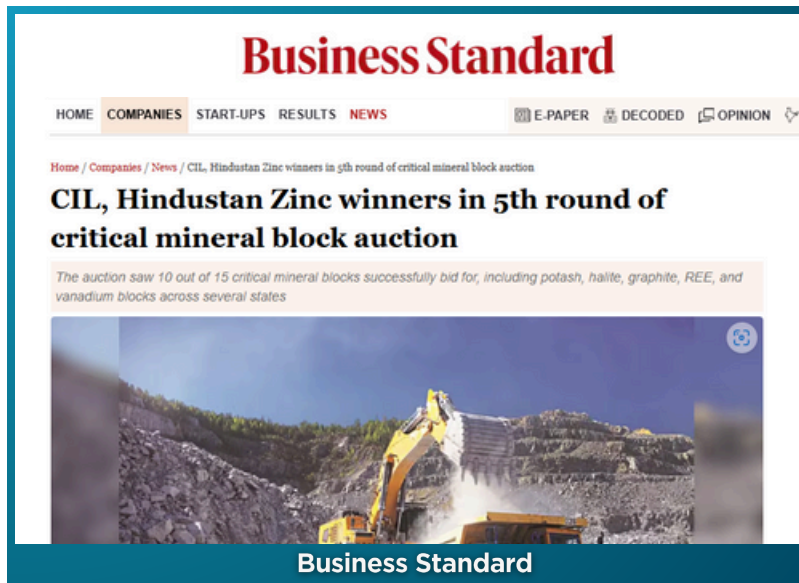 Business Standard
HOME COMPANIES START-UPS RESULTS NEWS E-PAPER DECODED OPINION
Home / Companies / News / CIL, Hindustan Zinc winners in 5th round of critical mineral block auction
CIL, Hindustan Zinc winners in 5th round of
critical mineral block auction
The auction saw 10 out of 15 critical mineral blocks successfully bid for, including potash, halite, graphite, REE, and
vanadium blocks across several states
Business Standard